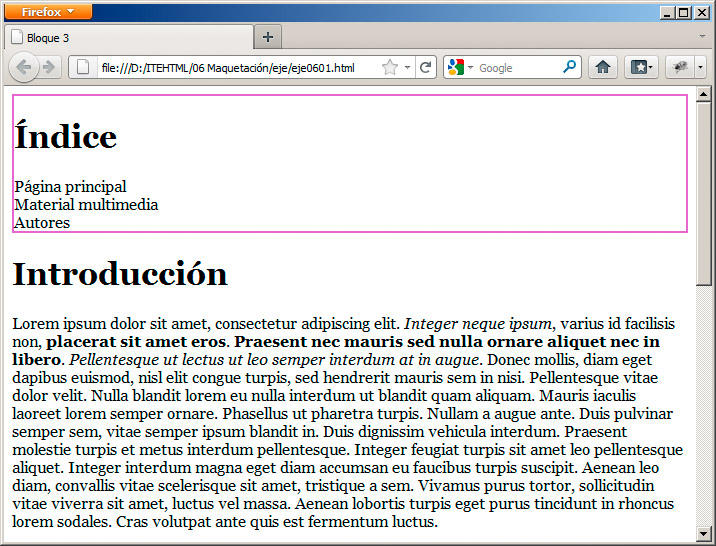 Firefox
Bloque 3
file:///D:/ITEHTML/06 Maquetación/eje/eje0601.html
Google
Índice
Página principal
Material multimedia
Autores
Introducción
Lorem ipsum dolor sit amet, consectetur adipiscing elit. Integer neque ipsum, varius id facilisis
non, placerat sit amet eros. Praesent nec mauris sed nulla ornare aliquet nec in
libero. Pellentesque ut lectus ut leo semper interdum at in augue. Donec mollis, diam eget
dapibus euismod, nisl elit congue turpis, sed hendrerit mauris sem in nisi. Pellentesque vitae
dolor velit. Nulla blandit lorem eu nulla interdum ut blandit quam aliquam. Mauris iaculis
laoreet lorem semper ornare. Phasellus ut pharetra turpis. Nullam a augue ante. Duis pulvinar
semper sem, vitae semper ipsum blandit in. Duis dignissim vehicula interdum. Praesent
molestie turpis et metus interdum pellentesque. Integer feugiat turpis sit amet leo pellentesque
aliquet. Integer interdum magna eget diam accumsan eu faucibus turpis suscipit. Aenean leo
diam, convallis vitae scelerisque sit amet, tristique a sem. Vivamus purus tortor, sollicitudin
vitae viverra sit amet, luctus vel massa. Aenean lobortis turpis eget purus tincidunt in rhoncus
lorem sodales. Cras volutpat ante quis est fermentum luctus.